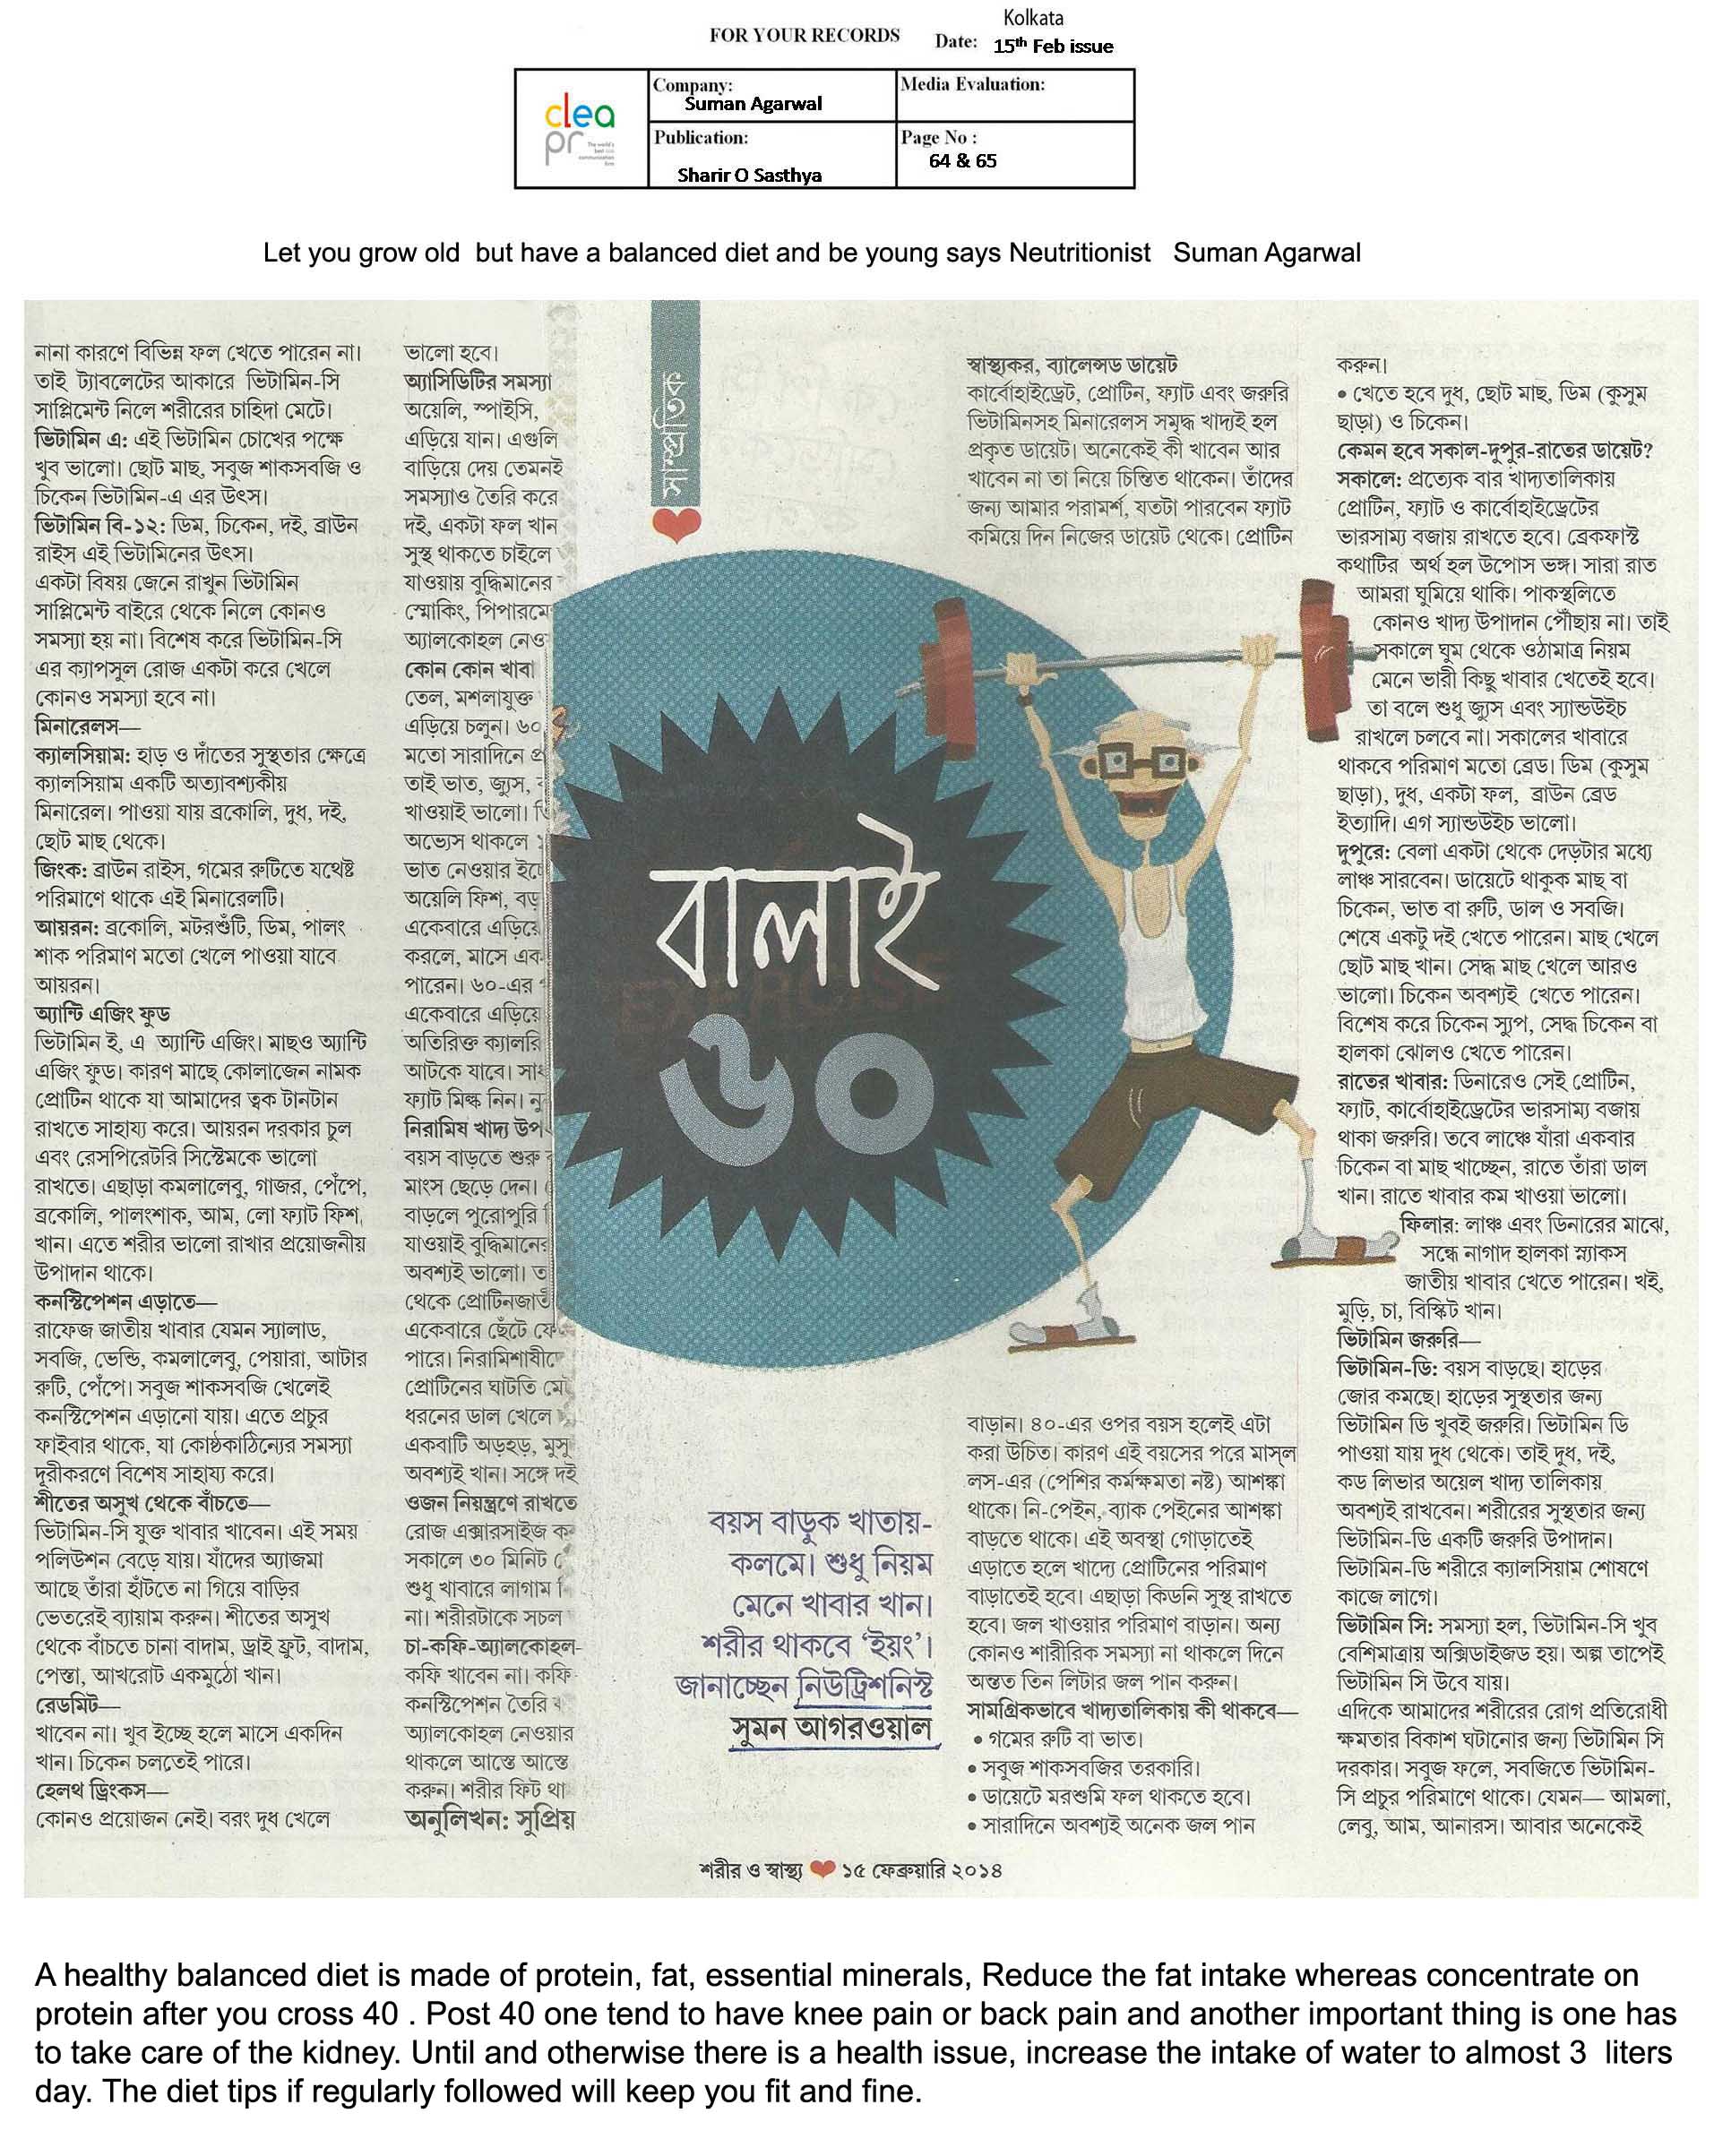 FOR YOUR RECORDS
Kolkata
Date: 15th Feb issue
clea
pr
Company:
Suman Agarwal
Media Evaluation:
Publication:
Sharir O Sasthya
Page No :
64 & 65
Let you grow old but have a balanced diet and be young says Neutritionist Suman Agarwal
নানা কারণে বিভিন্ন ফল খেতে পারেন না।
তাই ট্যাবলেটের আকারে ভিটামিন-সি
সাপ্লিমেন্ট নিলে শরীরের চাহিদা মেটে।
ভিটামিন এ: এই ভিটামিন চোখের পক্ষে
খুব ভালো। ছোট মাছ, সবুজ শাকসবজি ও
চিকেন ভিটামিন-এ এর উৎস।
ভিটামিন বি-১২: ডিম, চিকেন, দই, ব্রাউন
রাইস এই ভিটামিনের উৎস।
একটা বিষয় জেনে রাখুন ভিটামিন
সাপ্লিমেন্ট বাইরে থেকে নিলে কোনও
সমস্যা হয় না। বিশেষ করে ভিটামিন-সি
এর ক্যাপসুল রোজ একটা করে খেলে
কোনও সমস্যা হবে না।
মিনারেলস—
ক্যালসিয়াম: হাড় ও দাঁতের সুস্থতার ক্ষেত্রে
ক্যালসিয়াম একটি অত্যাবশ্যকীয়
মিনারেল। পাওয়া যায় ব্রকোলি, দুধ, দই,
ছোট মাছ থেকে।
জিংক: ব্রাউন রাইস, গমের রুটিতে যথেষ্ট
পরিমাণে থাকে এই মিনারেলটি।
আয়রন: ব্রকোলি, মটরশুঁটি, ডিম, পালং
শাক পরিমাণ মতো খেলে পাওয়া যাবে
আয়রন।
অ্যান্টি এজিং ফুড
ভিটামিন ই, এ অ্যান্টি এজিং। মাছও অ্যান্টি
এজিং ফুড। কারণ মাছে কোলাজেন নামক
প্রোটিন থাকে যা আমাদের ত্বক টানটান
রাখতে সাহায্য করে। আয়রন দরকার চুল
এবং রেসপিরেটরি সিস্টেমকে ভালো
রাখতে। এছাড়া কমলালেবু, গাজর, পেঁপে,
ব্রকোলি, পালংশাক, আম, লো ফ্যাট ফিশ
খান। এতে শরীর ভালো রাখার প্রয়োজনীয়
উপাদান থাকে।
কনস্টিপেশন এড়াতে—
রাফেজ জাতীয় খাবার যেমন স্যালাড,
সবজি, ভেন্ডি, কমলালেবু, পেয়ারা, আটার
রুটি, পেঁপে। সবুজ শাকসবজি খেলেই
কনস্টিপেশন এড়ানো যায়। এতে প্রচুর
ফাইবার থাকে, যা কোষ্ঠকাঠিন্যের সমস্যা
দূরীকরণে বিশেষ সাহায্য করে।
শীতের অসুখ থেকে বাঁচতে—
ভিটামিন-সি যুক্ত খাবার খাবেন। এই সময়
পলিউশন বেড়ে যায়। যাঁদের অ্যাজমা
আছে তাঁরা হাঁটতে না গিয়ে বাড়ির
ভেতরেই ব্যায়াম করুন। শীতের অসুখ
থেকে বাঁচতে চানা বাদাম, ড্রাই ফ্রুট, বাদাম,
পেস্তা, আখরোট একমুঠো খান।
রেডমিট—
খাবেন না। খুব ইচ্ছে হলে মাসে একদিন
খান। চিকেন চলতেই পারে।
হেলথ ড্রিংকস—
কোনও প্রয়োজন নেই। বরং দুধ খেলে
ভালো হবে।
অ্যাসিডিটির সমস্যা
অয়েলি, স্পাইসি,
এড়িয়ে যান। এগুলি
বাড়িয়ে দেয় তেমনই
সমস্যাও তৈরি করে
দই, একটা ফল খান
সুস্থ থাকতে চাইলে
যাওয়ায় বুদ্ধিমানের
স্মোকিং,
অ্যালকোহল
কোন কোন
তেল, মশলাযুক্ত
এড়িয়ে চলুন। ৬০
মতো সারাদিনে
তাই ভাত, জ্যুস,
খাওয়াই ভালো।
অভ্যেস থাকলে
ভাত নেওয়ার
অয়েলি ফিশ,
একেবারে এড়িয়ে
করলে, মাসে
পারেন। ৬০-এর
একেবারে এড়িয়ে
অতিরিক্ত
আটকে যাবে।
ফ্যাট মিল্ক নিন।
নিরামিষ খাদ্য
বয়স বাড়তে শুরু
মাংস ছেড়ে দেন।
বাড়লে পুরোপুরি
যাওয়াই বুদ্ধিমানের
অবশ্যই ভালো।
থেকে
একেবারে ছেঁটে
পারে।
প্রোটিনের ঘাটতি
ধরনের ডাল খেলে
একবাটি অড়হড়,
অবশ্যই খান। সঙ্গে দই
ওজন নিয়ন্ত্রণে রাখতে
রোজ এক্সারসাইজ
সকালে ৩০ মিনিট
শুধু খাবারে লাগাম
না। শরীরটাকে সচল
চা-কফি-অ্যালকোহল-
কফি খাবেন না। কফি
কনস্টিপেশন তৈরি
অ্যালকোহল নেওয়ার
থাকলে আস্তে আস্তে
করুন। শরীর ফিট
অনুলিখন: সুপ্রিয়
সাম্প্রতিক
বালাই
৬০
বয়স বাড়ুক খাতায়-
কলমে। শুধু নিয়ম
মেনে খাবার খান।
শরীর থাকবে ‘ইয়ং’।
জানাচ্ছেন নিউট্রিশনিস্ট
সুমন আগরওয়াল
স্বাস্থ্যকর, ব্যালেন্সড ডায়েট
কার্বোহাইড্রেট, প্রোটিন, ফ্যাট এবং জরুরি
ভিটামিনসহ মিনারেলস সমৃদ্ধ খাদ্যই হল
প্রকৃত ডায়েট। অনেকেই কী খাবেন আর
খাবেন না তা নিয়ে চিন্তিত থাকেন। তাঁদের
জন্য আমার পরামর্শ, যতটা পারবেন ফ্যাট
কমিয়ে দিন নিজের ডায়েট থেকে। প্রোটিন
বাড়ান। ৪০-এর ওপর বয়স হলেই এটা
করা উচিত। কারণ এই বয়সের পরে মাস্‌ল
লস-এর (পেশির কর্মক্ষমতা নষ্ট) আশঙ্কা
থাকে। নি-পেইন, ব্যাক পেইনের আশঙ্কা
বাড়তে থাকে। এই অবস্থা গোড়াতেই
এড়াতে হলে খাদ্যে প্রোটিনের পরিমাণ
বাড়াতেই হবে। এছাড়া কিডনি সুস্থ রাখতে
হবে। জল খাওয়ার পরিমাণ বাড়ান। অন্য
কোনও শারীরিক সমস্যা না থাকলে দিনে
অন্তত তিন লিটার জল পান করুন।
সামগ্রিকভাবে খাদ্যতালিকায় কী থাকবে—
• গমের রুটি বা ভাত।
• সবুজ শাকসবজির তরকারি।
• ডায়েটে মরশুমি ফল থাকতে হবে।
• সারাদিনে অবশ্যই অনেক জল পান
করুন।
• খেতে হবে দুধ, ছোট মাছ, ডিম (কুসুম
ছাড়া) ও চিকেন।
কেমন হবে সকাল-দুপুর-রাতের ডায়েট?
সকালে: প্রত্যেক বার খাদ্যতালিকায়
প্রোটিন, ফ্যাট ও কার্বোহাইড্রেটের
ভারসাম্য বজায় রাখতে হবে। ব্রেকফাস্ট
কথাটির অর্থ হল উপোস ভঙ্গ। সারা রাত
আমরা ঘুমিয়ে থাকি। পাকস্থলিতে
কোনও খাদ্য উপাদান পৌঁছায় না। তাই
সকালে ঘুম থেকে ওঠামাত্র নিয়ম
মেনে ভারী কিছু খাবার খেতেই হবে।
তা বলে শুধু জ্যুস এবং স্যান্ডউইচ
রাখলে চলবে না। সকালের খাবারে
থাকবে পরিমাণ মতো ব্রেড। ডিম (কুসুম
ছাড়া), দুধ, একটা ফল, ব্রাউন ব্রেড
ইত্যাদি। এগ স্যান্ডউইচ ভালো।
দুপুরে: বেলা একটা থেকে দেড়টার মধ্যে
লাঞ্চ সারবেন। ডায়েটে থাকুক মাছ বা
চিকেন, ভাত বা রুটি, ডাল ও সবজি।
শেষে একটু দই খেতে পারেন। মাছ খেলে
ছোট মাছ খান। সেদ্ধ মাছ খেলে আরও
ভালো। চিকেন অবশ্যই খেতে পারেন।
বিশেষ করে চিকেন স্যুপ, সেদ্ধ চিকেন বা
হালকা ঝোলও খেতে পারেন।
রাতের খাবার: ডিনারেও সেই প্রোটিন,
ফ্যাট, কার্বোহাইড্রেটের ভারসাম্য বজায়
থাকা জরুরি। তবে লাঞ্চে যাঁরা একবার
চিকেন বা মাছ খাচ্ছেন, রাতে তাঁরা ডাল
খান। রাতে খাবার কম খাওয়া ভালো।
ফিলার: লাঞ্চ এবং ডিনারের মাঝে,
সন্ধে নাগাদ হালকা স্ন্যাকস
জাতীয় খাবার খেতে পারেন। খই,
মুড়ি, চা, বিস্কিট খান।
ভিটামিন জরুরি—
ভিটামিন-ডি: বয়স বাড়ছে। হাড়ের
জোর কমছে। হাড়ের সুস্থতার জন্য
ভিটামিন ডি খুবই জরুরি। ভিটামিন ডি
পাওয়া যায় দুধ থেকে। তাই দুধ, দই,
কড লিভার অয়েল খাদ্য তালিকায়
অবশ্যই রাখবেন। শরীরের সুস্থতার জন্য
ভিটামিন-ডি একটি জরুরি উপাদান।
ভিটামিন-ডি শরীরে ক্যালসিয়াম শোষণে
কাজে লাগে।
ভিটামিন সি: সমস্যা হল, ভিটামিন-সি খুব
বেশিমাত্রায় অক্সিডাইজড হয়। অল্প তাপেই
ভিটামিন সি উবে যায়।
এদিকে আমাদের শরীরের রোগ প্রতিরোধী
ক্ষমতার বিকাশ ঘটানোর জন্য ভিটামিন সি
দরকার। সবুজ ফলে, সবজিতে ভিটামিন-
সি প্রচুর পরিমাণে থাকে। যেমন— আমলা,
লেবু, আম, আনারস। আবার অনেকেই
শরীর ও স্বাস্থ্য ১৫ ফেব্রুয়ারি ২০১৪
A healthy balanced diet is made of protein, fat, essential minerals, Reduce the fat intake whereas concentrate on
protein after you cross 40 . Post 40 one tend to have knee pain or back pain and another important thing is one has
to take care of the kidney. Until and otherwise there is a health issue, increase the intake of water to almost 3 liters
day. The diet tips if regularly followed will keep you fit and fine.